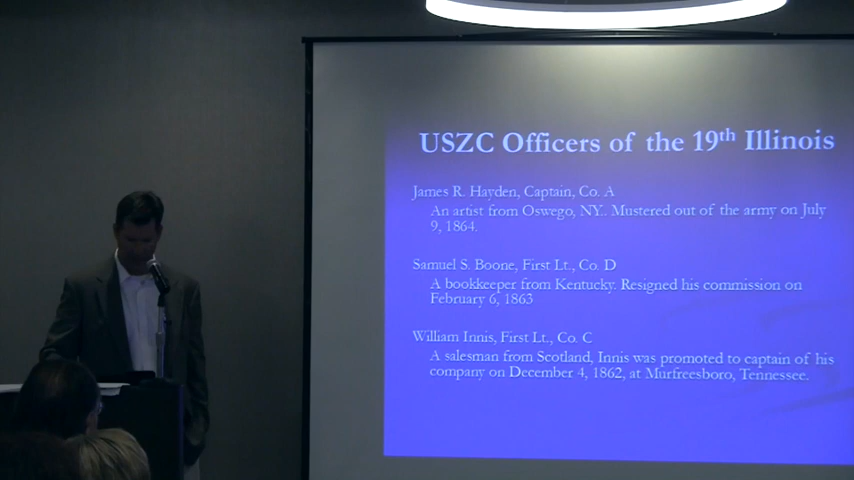 USZC Officers of the 19th Illinois
James R. Hayden, Captain, Co. A
An artist from Oswego, NY.. Mustered out of the army on July
9, 1864.
Samuel S. Boone, First Lt., Co. D
A bookkeeper from Kentucky. Resigned his commission on
February 6, 1863
William Innis, First Lt., Co. C
A salesman from Scotland, Innis was promoted to captain of his
company on December 4, 1862, at Murfreesboro, Tennessee.